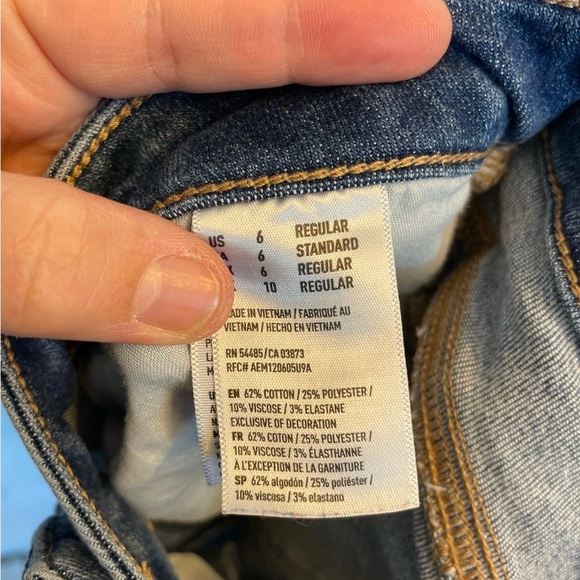 US 6 REGULAR
A 6 STANDARD
X 6 REGULAR
10 REGULAR
MADE IN VIETNAM / FABRIQUÉ AU
VIETNAM / HECHO EN VIETNAM
RN 54485/CA 03873
RFC# AEM120605U9A
EN 62% COTTON / 25% POLYESTER /
10% VISCOSE / 3% ELASTANE
EXCLUSIVE OF DECORATION
FR 62% COTON / 25% POLYESTER /
10% VISCOSE / 3% ÉLASTHANNE
À L'EXCEPTION DE LA GARNITURE
SP 62% algodón / 25% poliéster /
10% viscosa / 3% elastano